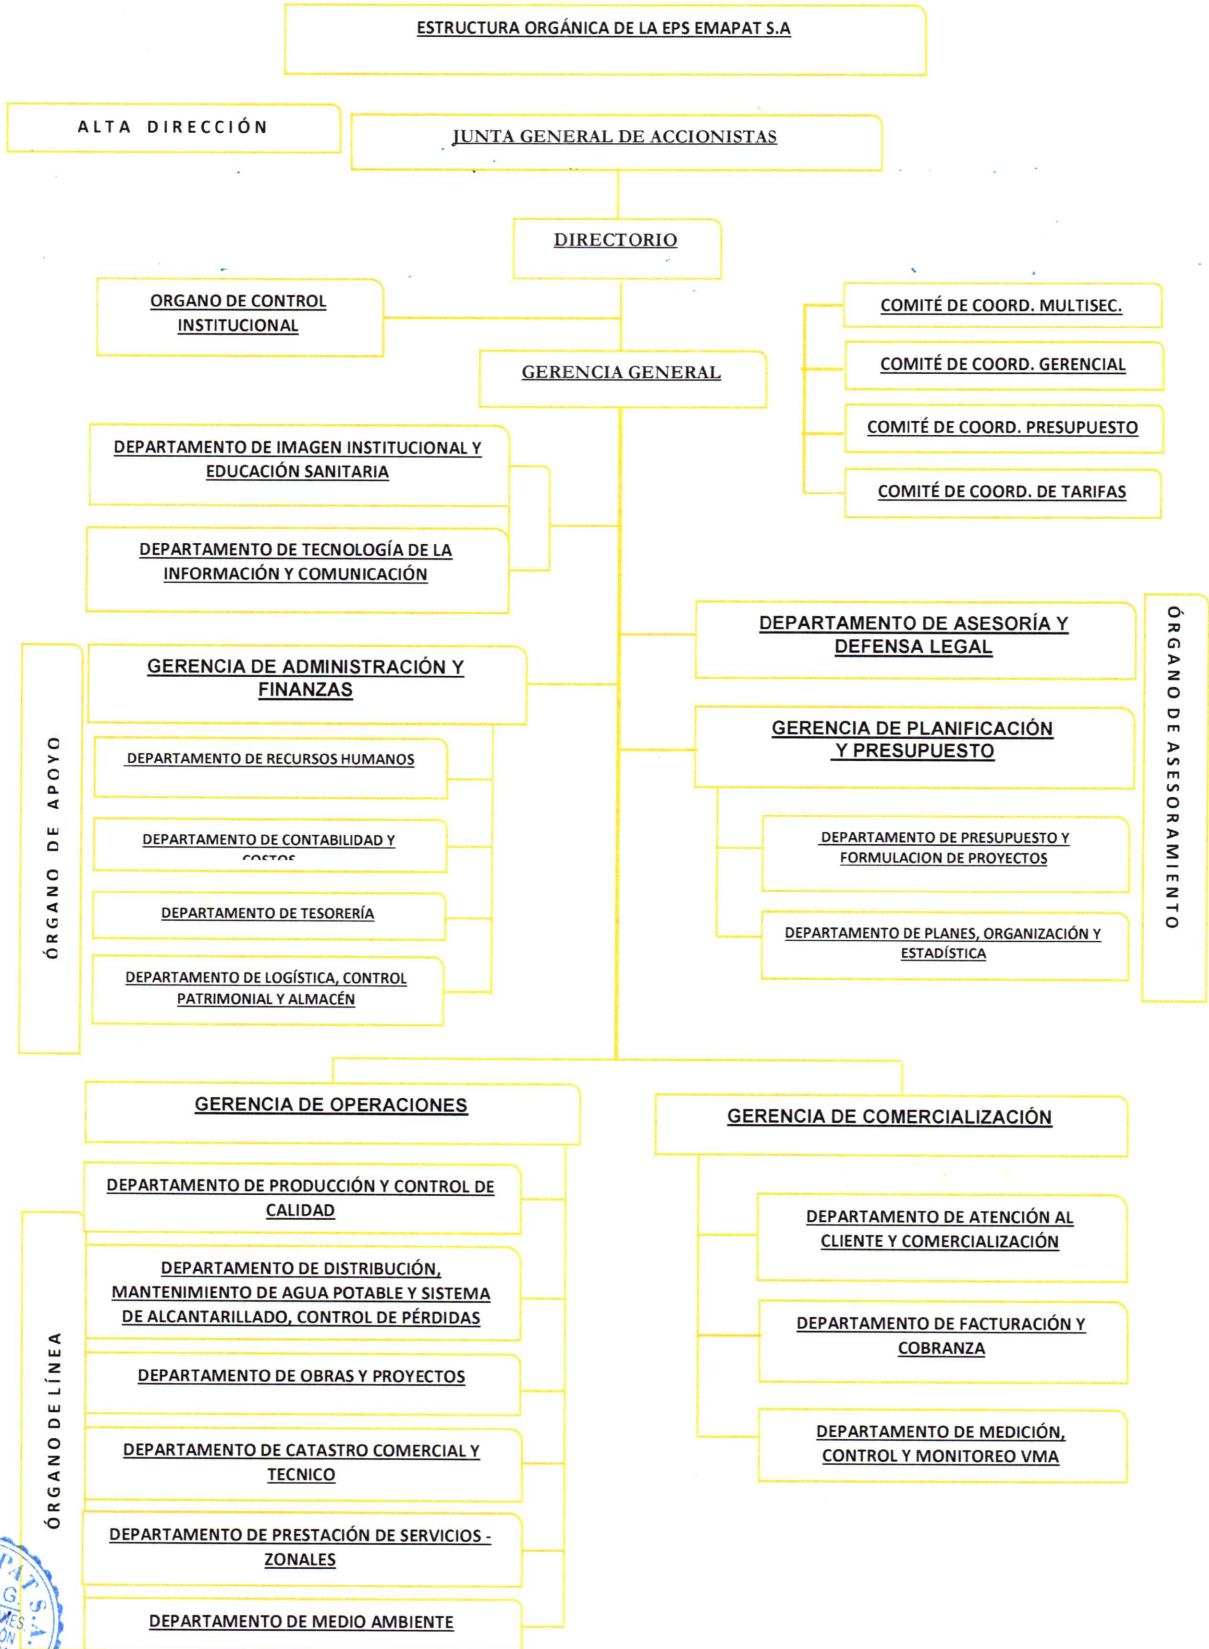 ESTRUCTURA ORGÁNICA DE LA EPS EMAPAT S.A
ALTA DIRECCIÓN
JUNTA GENERAL DE ACCIONISTAS
DIRECTORIO
ORGANO DE CONTROL
INSTITUCIONAL
COMITÉ DE COORD. MULTISEC.
GERENCIA GENERAL
COMITÉ DE COORD. GERENCIAL
COMITÉ DE COORD. PRESUPUESTO
COMITÉ DE COORD. DE TARIFAS
DEPARTAMENTO DE IMAGEN INSTITUCIONAL Y
EDUCACIÓN SANITARIA
DEPARTAMENTO DE TECNOLOGÍA DE LA
INFORMACIÓN Y COMUNICACIÓN
DEPARTAMENTO DE ASESORÍA Y
DEFENSA LEGAL
ÓRGANO DE ASESORAMIENTO
GERENCIA DE PLANIFICACIÓN
Y PRESUPUESTO
DEPARTAMENTO DE PRESUPUESTO Y
FORMULACION DE PROYECTOS
DEPARTAMENTO DE PLANES, ORGANIZACIÓN Y
ESTADÍSTICA
ÓRGANO DE APOYO
GERENCIA DE ADMINISTRACIÓN Y
FINANZAS
DEPARTAMENTO DE RECURSOS HUMANOS
DEPARTAMENTO DE CONTABILIDAD Y
COSTOS
DEPARTAMENTO DE TESORERÍA
DEPARTAMENTO DE LOGÍSTICA, CONTROL
PATRIMONIAL Y ALMACÉN
GERENCIA DE OPERACIONES
DEPARTAMENTO DE PRODUCCIÓN Y CONTROL DE
CALIDAD
DEPARTAMENTO DE DISTRIBUCIÓN,
MANTENIMIENTO DE AGUA POTABLE Y SISTEMA
DE ALCANTARILLADO, CONTROL DE PÉRDIDAS
DEPARTAMENTO DE OBRAS Y PROYECTOS
DEPARTAMENTO DE CATASTRO COMERCIAL Y
TECNICO
DEPARTAMENTO DE PRESTACIÓN DE SERVICIOS -
ZONALES
DEPARTAMENTO DE MEDIO AMBIENTE
ÓRGANO DE LÍNEA
GERENCIA DE COMERCIALIZACIÓN
DEPARTAMENTO DE ATENCIÓN AL
CLIENTE Y COMERCIALIZACIÓN
DEPARTAMENTO DE FACTURACIÓN Y
COBRANZA
DEPARTAMENTO DE MEDICIÓN,
CONTROL Y MONITOREO VMA
PAT S.A.
G.